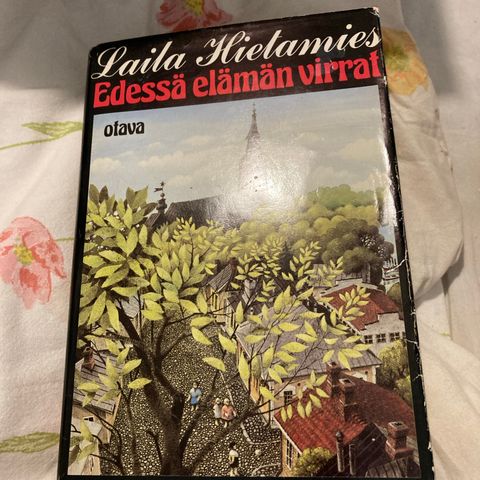 Laila Hietamies
Edessä elämän virrat
otava